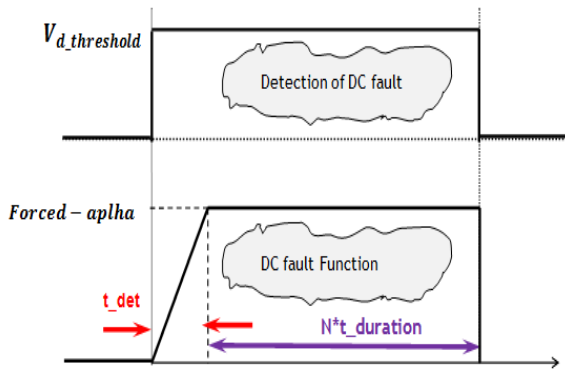 V_d_threshold
Detection of DC fault
Forced − aplha
DC fault Function
t_det
N*t_duration